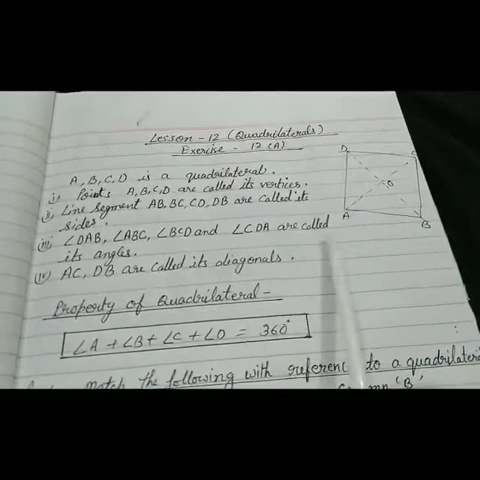 Lesson - 12 (Quadrilaterals)
Exercise - 12 (A)
A, B, C, D is a quadrilateral.
(i) Points A, B, C, D are called its vertices.
(ii) Line Segment AB, BC, CD, DB are called its
sides.
(iii) ∠DAB, ∠ABC, ∠BCD and ∠CDA are called
its angles.
(iv) AC, DB are called its diagonals.
D
O
A
B
Property of Quadrilateral -
∠A + ∠B + ∠C + ∠D = 360°
match the following with reference to a quadrilateral
'B'